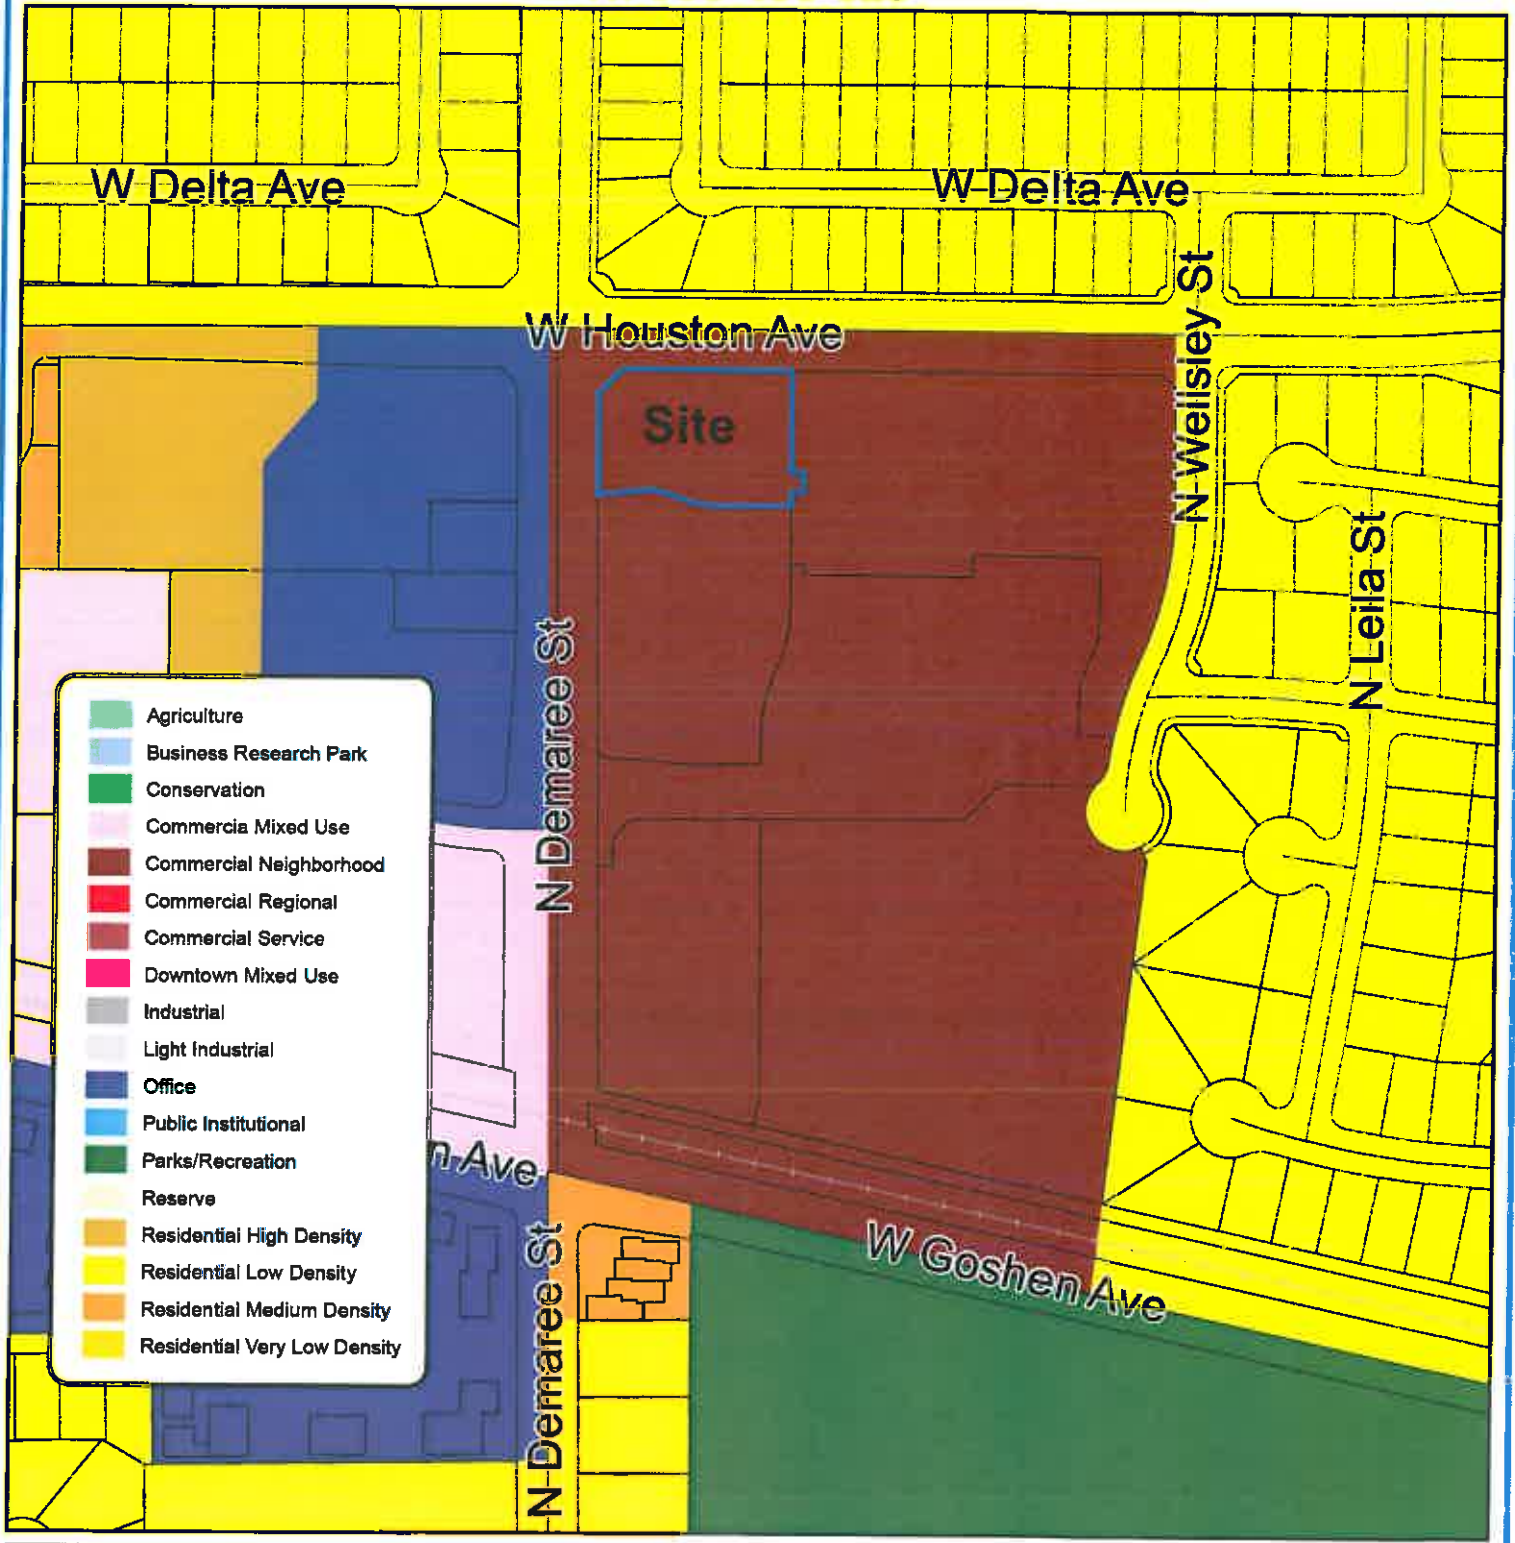 W Delta Ave
W Delta Ave
W Houston Ave
N Wellsley St
Site
N Leila St
N Demaree St
Agriculture
Business Research Park
Conservation
Commercia Mixed Use
Commercial Neighborhood
Commercial Regional
Commercial Service
Downtown Mixed Use
Industrial
Light Industrial
Office
Public Institutional
Parks/Recreation
Reserve
Residential High Density
Residential Low Density
Residential Medium Density
Residential Very Low Density
n Ave
W Goshen Ave
N Demaree St